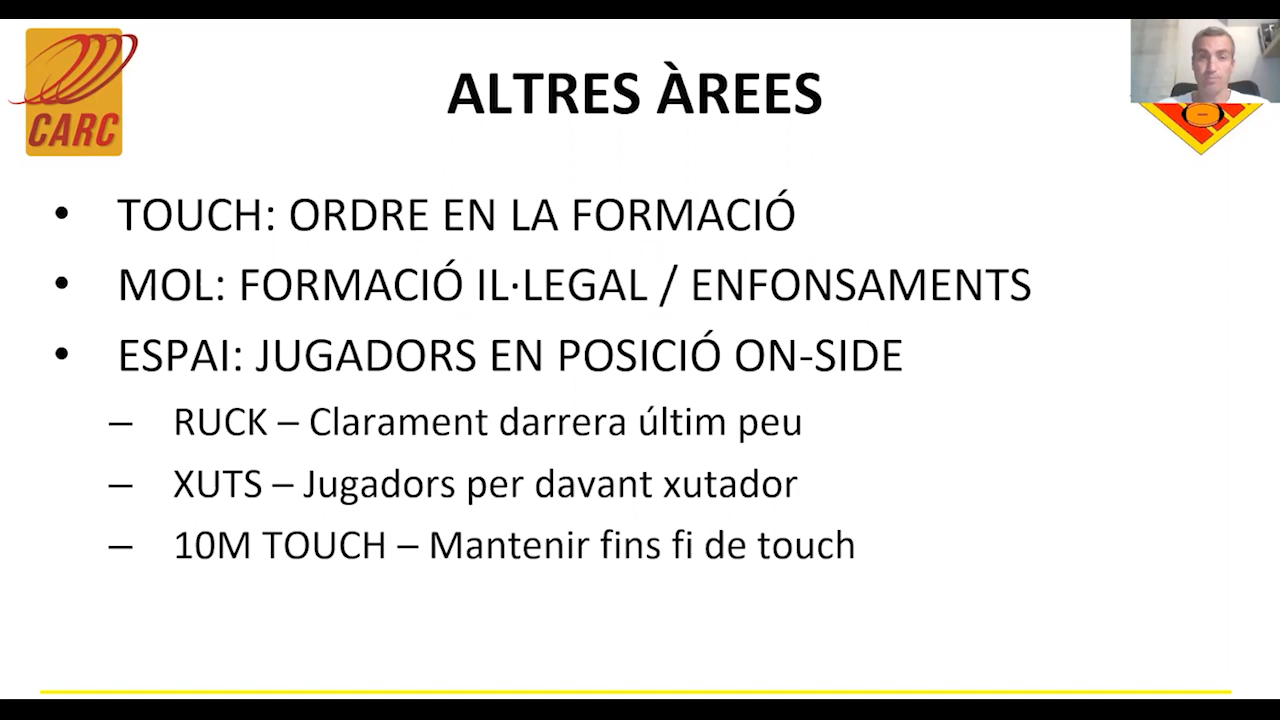 CARC
ALTRES ÀREES
• TOUCH: ORDRE EN LA FORMACIÓ
• MOL: FORMACIÓ IL·LEGAL / ENFONSAMENTS
• ESPAI: JUGADORS EN POSICIÓ ON-SIDE
– RUCK – Clarament darrera últim peu
– XUTS – Jugadors per davant xutador
– 10M TOUCH – Mantenir fins fi de touch